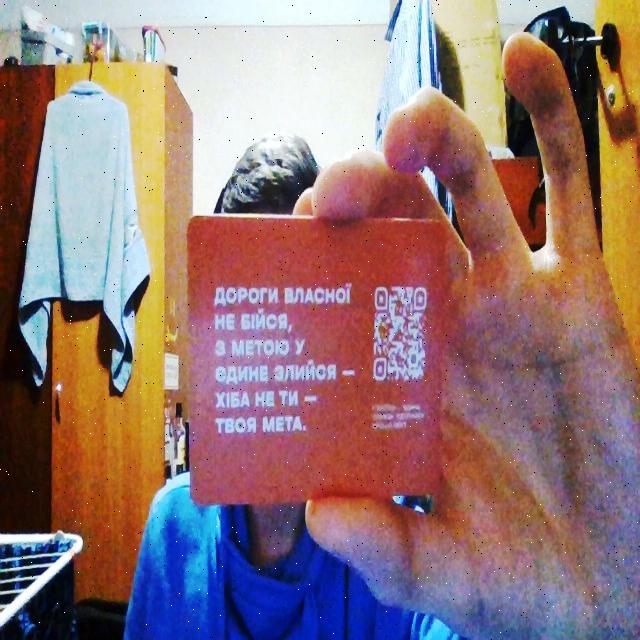 ДОРОГИ ВЛАСНОЇ
НЕ БІЙСЯ,
З МЕТОЮ У
ЄДИНЕ ЗЛИЙСЯ —
ХІБА НЕ ТИ —
ТВОЯ МЕТА.